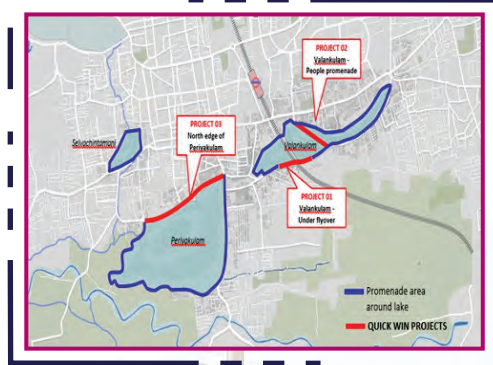 PROJECT 02
Valankulam -
People promenade
PROJECT 03
North edge of
Periyakulam
Selvachintamani
Valankulam
PROJECT 01
Valankulam -
Under flyover
Periyakulam
Promenade area
around lake
QUICK WIN PROJECTS